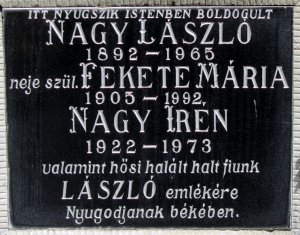 ITT NYUGSZIK ISTENBEN BOLDOGULT
NAGY LÁSZLÓ
1892-1965
neje szül. FEKETE MÁRIA
1905-1992.
NAGY IRÉN
1922-1973
valamint hősi halált halt fiunk
LÁSZLÓ emlékére
Nyugodjanak békében.